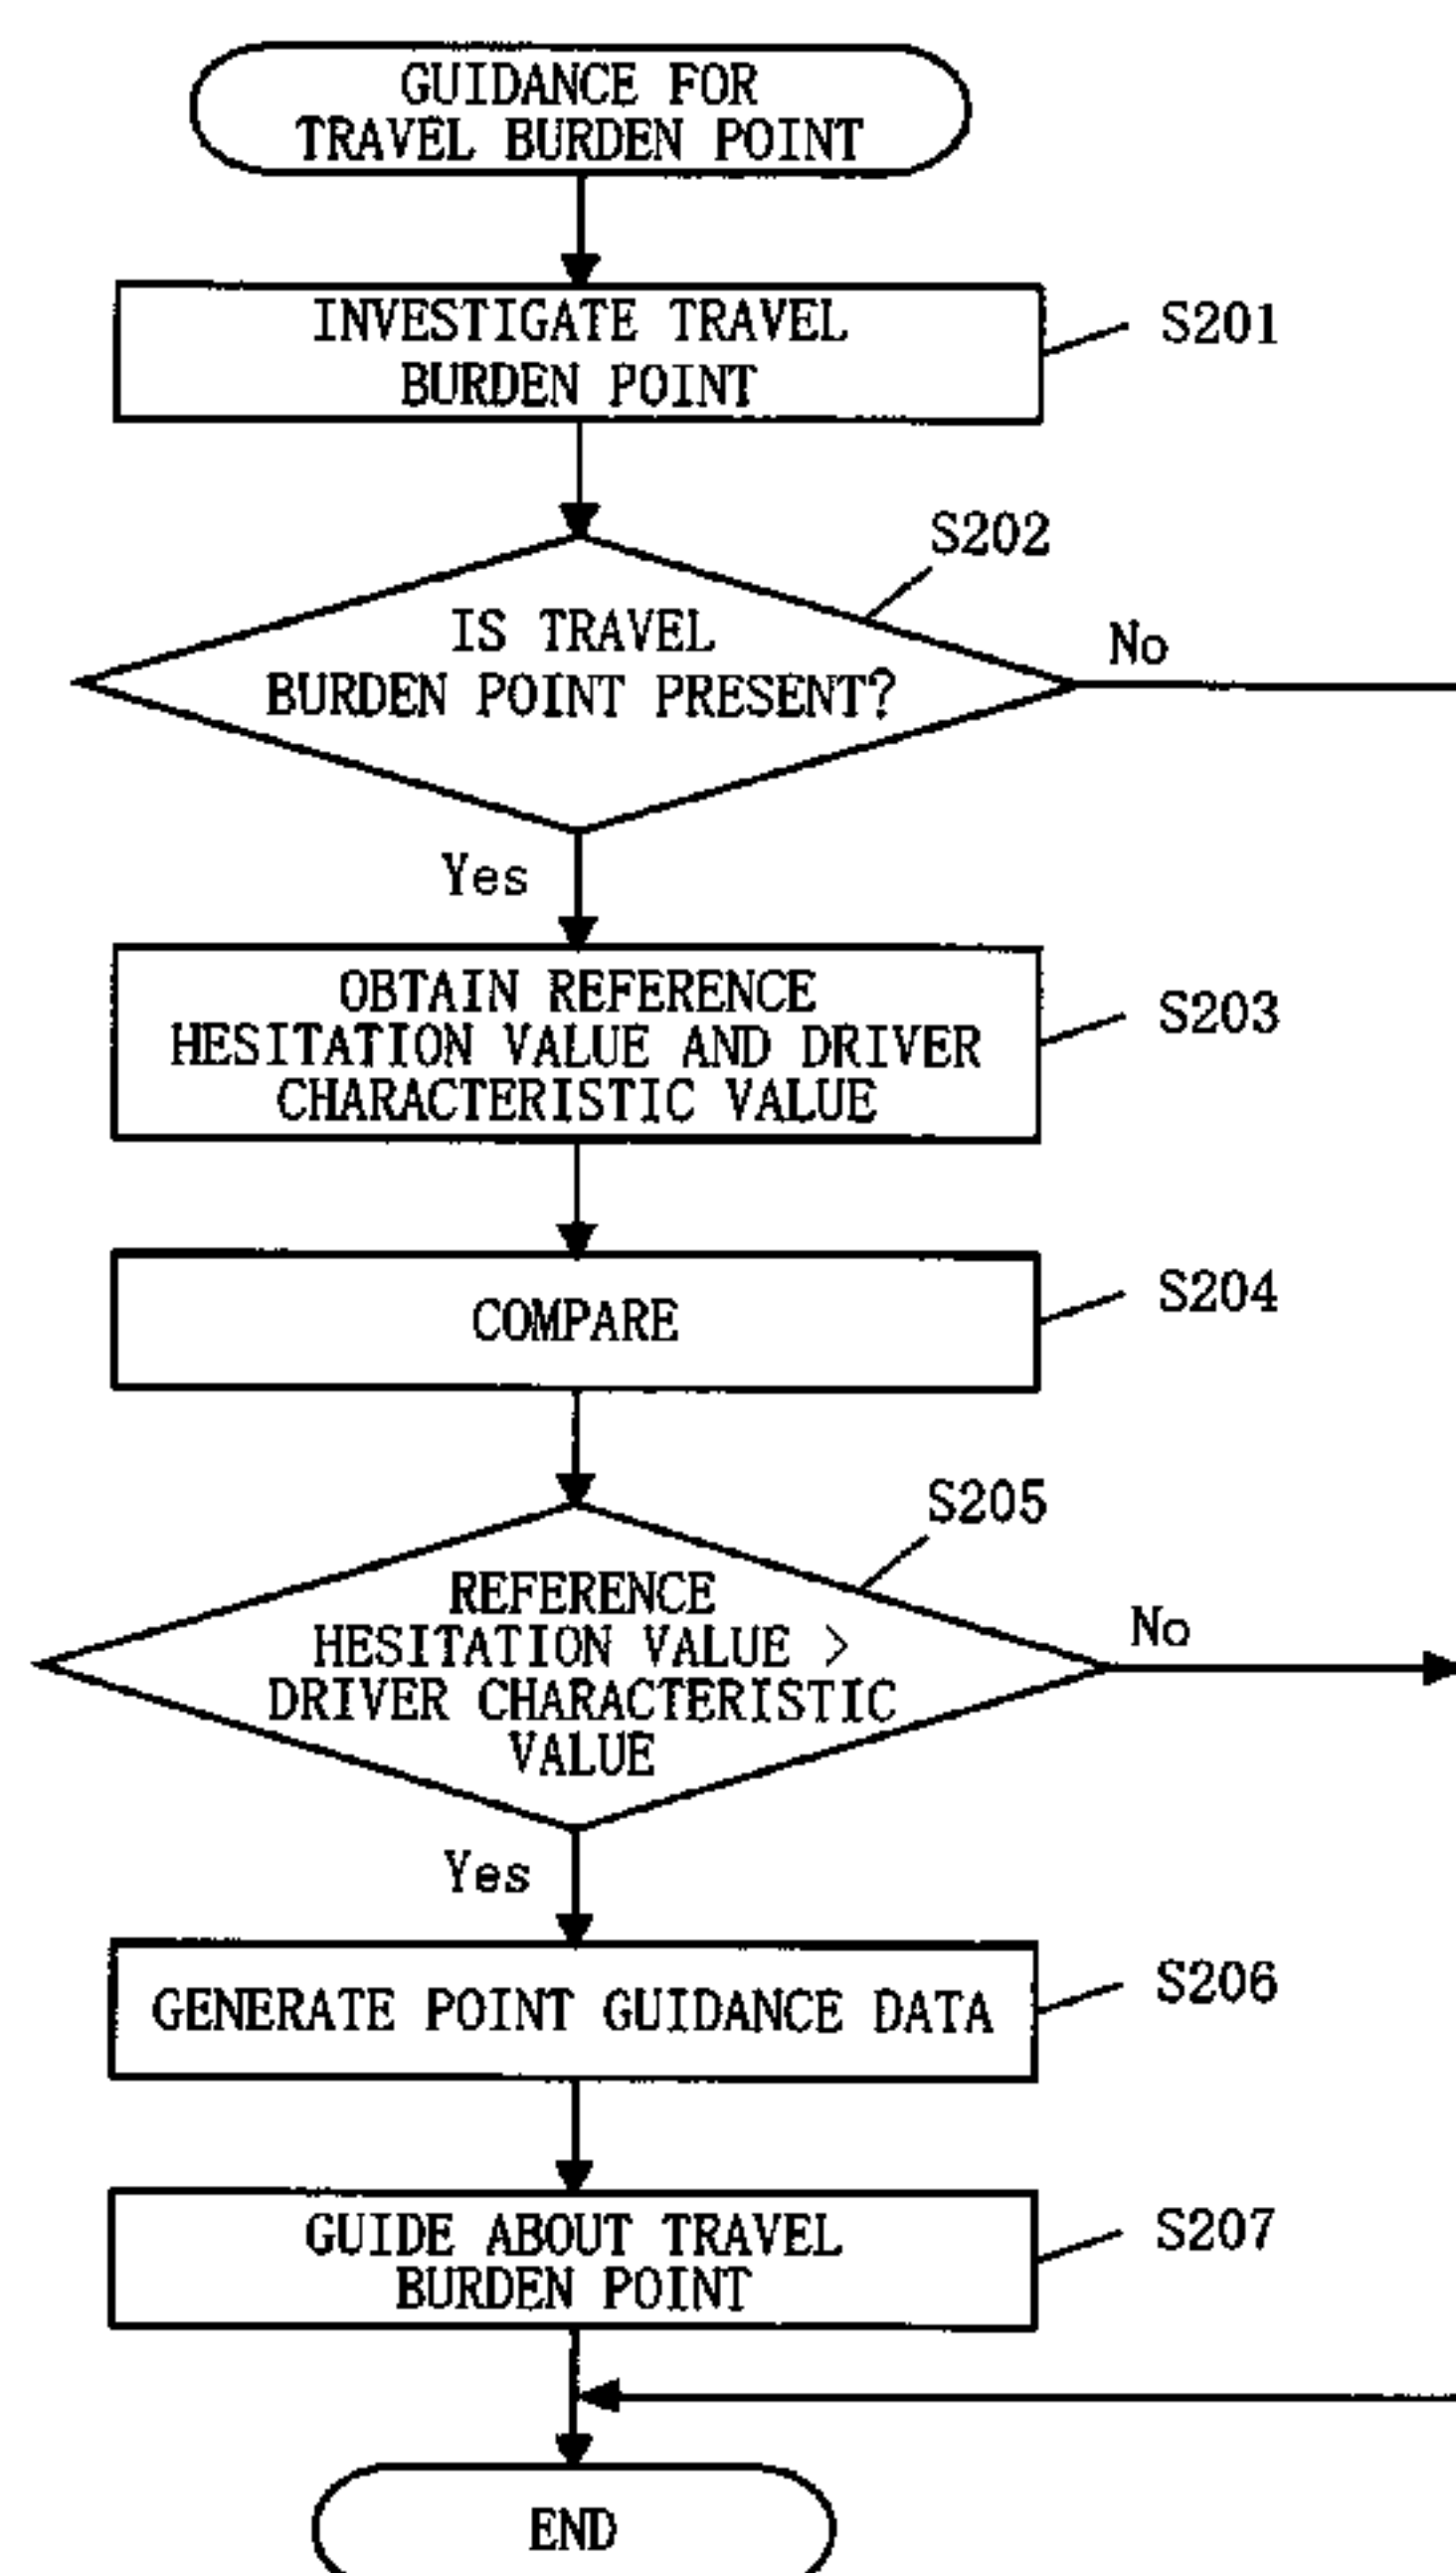 GUIDANCE FOR
TRAVEL BURDEN POINT
INVESTIGATE TRAVEL
BURDEN POINT
S201
S202
IS TRAVEL
BURDEN POINT PRESENT?
No
Yes
OBTAIN REFERENCE
HESITATION VALUE AND DRIVER
CHARACTERISTIC VALUE
S203
COMPARE
S204
S205
REFERENCE
HESITATION VALUE >
DRIVER CHARACTERISTIC
VALUE
No
Yes
GENERATE POINT GUIDANCE DATA
S206
GUIDE ABOUT TRAVEL
BURDEN POINT
S207
END